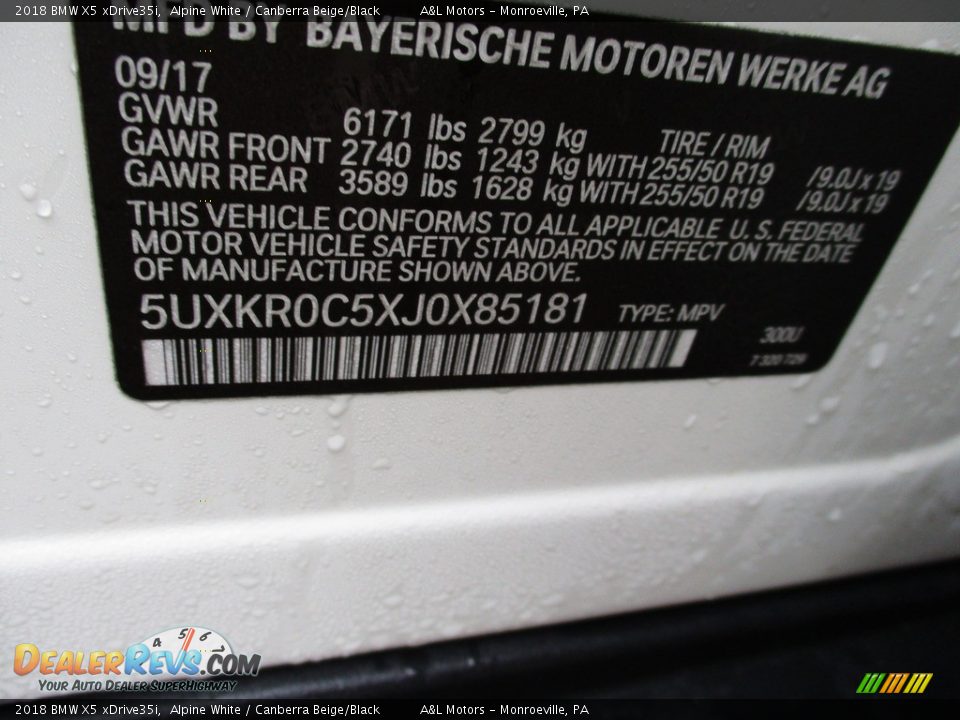 2018 BMW X5 xDrive35i, Alpine White / Canberra Beige/Black A&L Motors - Monroeville, PA
MFD BY BAYERISCHE MOTOREN WERKE AG
09/17
GVWR 6171 lbs 2799 kg TIRE / RIM
GAWR FRONT 2740 lbs 1243 kg WITH 255/50 R19 /9.0J x 19
GAWR REAR 3589 lbs 1628 kg WITH 255/50 R19 /9.0J x 19
THIS VEHICLE CONFORMS TO ALL APPLICABLE U.S. FEDERAL
MOTOR VEHICLE SAFETY STANDARDS IN EFFECT ON THE DATE
OF MANUFACTURE SHOWN ABOVE.
5UXKR0C5XJ0X85181 TYPE: MPV
300U
4 5 6
DEALERREVS.COM
YOUR AUTO DEALER SUPERHIGHWAY
2018 BMW X5 xDrive35i, Alpine White / Canberra Beige/Black A&L Motors - Monroeville, PA